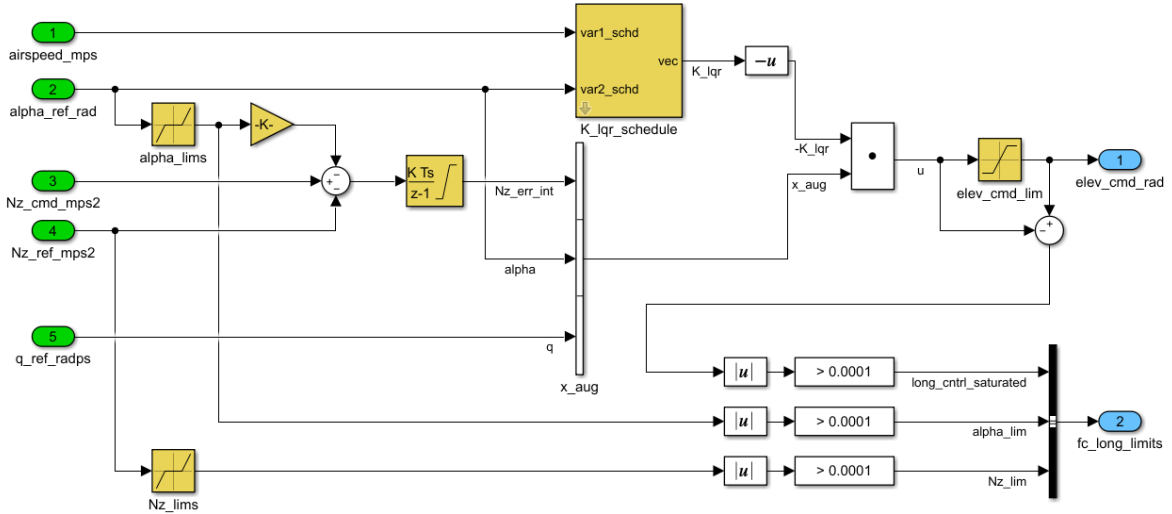 1
airspeed_mps
2
alpha_ref_rad
alpha_lims
-K-
3
Nz_cmd_mps2
4
Nz_ref_mps2
5
q_ref_radps
Nz_lims
+
−
−
K Ts
z-1
Nz_err_int
alpha
q
x_aug
var1_schd
var2_schd
vec
K_lqr_schedule
K_lqr
−u
-K_lqr
x_aug
u
elev_cmd_lim
1
elev_cmd_rad
+
−
|u|
> 0.0001
long_cntrl_saturated
|u|
> 0.0001
alpha_lim
|u|
> 0.0001
Nz_lim
2
fc_long_limits